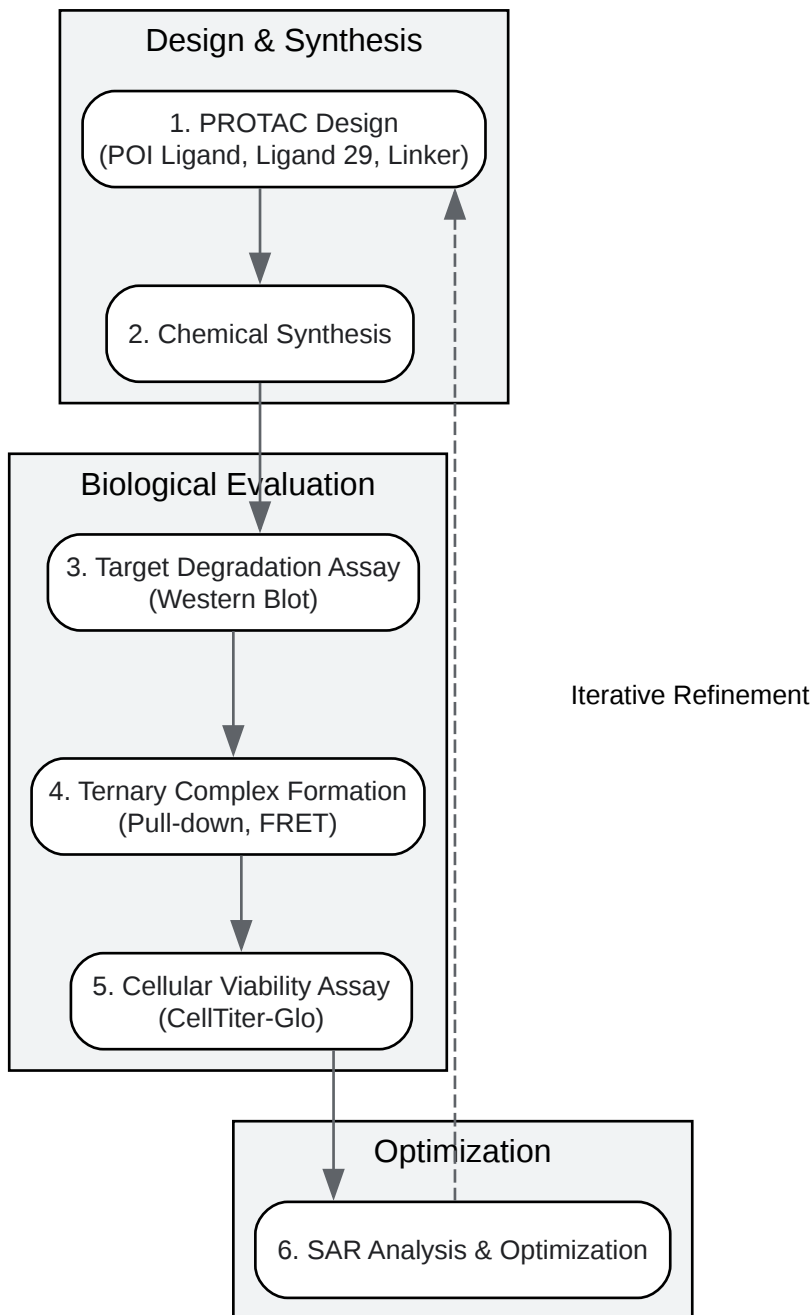 Design & Synthesis
1. PROTAC Design
(POI Ligand, Ligand 29, Linker)
2. Chemical Synthesis
Biological Evaluation
3. Target Degradation Assay
(Western Blot)
Iterative Refinement
4. Ternary Complex Formation
(Pull-down, FRET)
5. Cellular Viability Assay
(CellTiter-Glo)
Optimization
6. SAR Analysis & Optimization